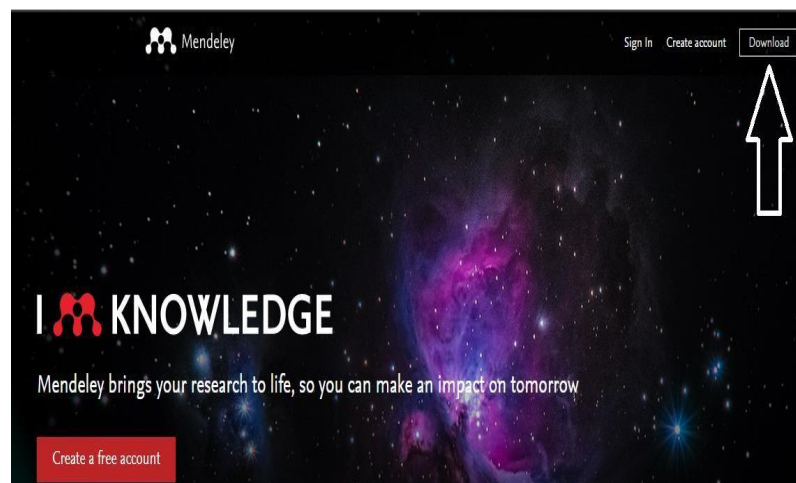 Mendeley
Sign In Create account Download
I KNOWLEDGE
Mendeley brings your research to life, so you can make an impact on tomorrow
Create a free account